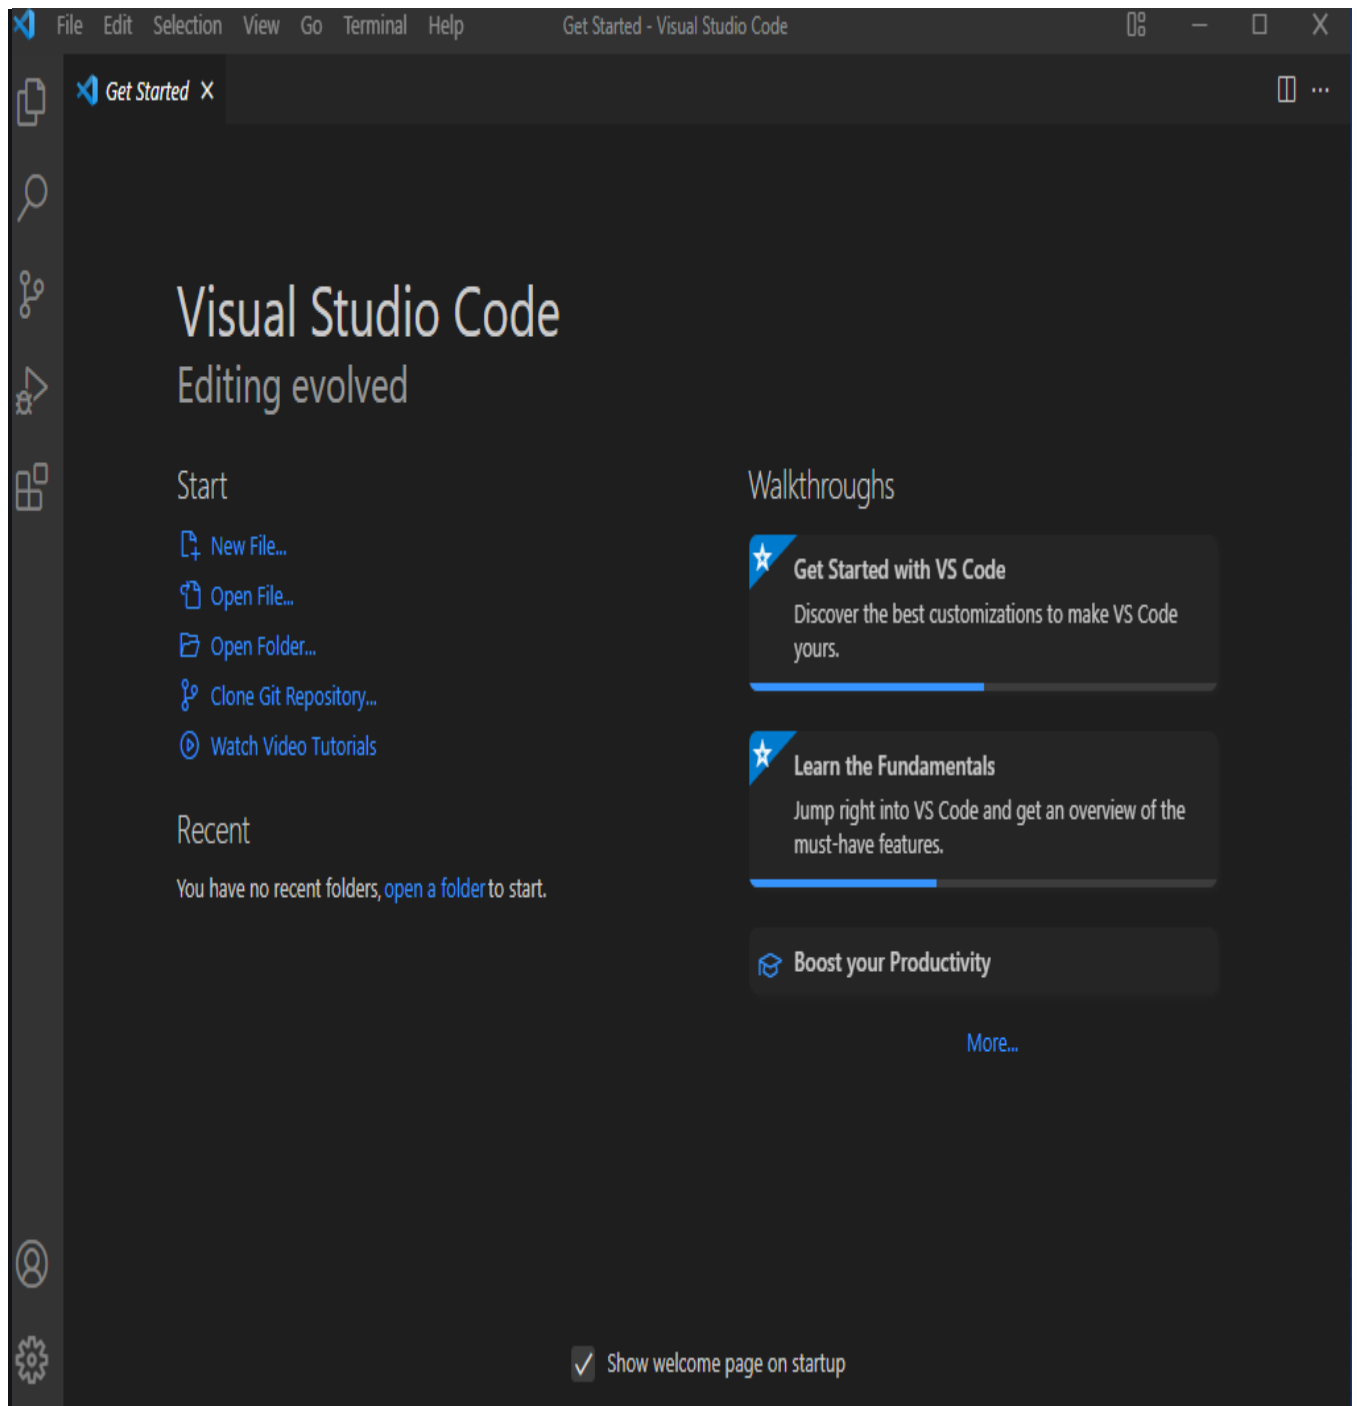 File Edit Selection View Go Terminal Help Get Started - Visual Studio Code
Get Started
Visual Studio Code
Editing evolved
Start
New File...
Open File...
Open Folder...
Clone Git Repository...
Watch Video Tutorials
Recent
You have no recent folders, open a folder to start.
Walkthroughs
Get Started with VS Code
Discover the best customizations to make VS Code
yours.
Learn the Fundamentals
Jump right into VS Code and get an overview of the
must-have features.
Boost your Productivity
More...
Show welcome page on startup